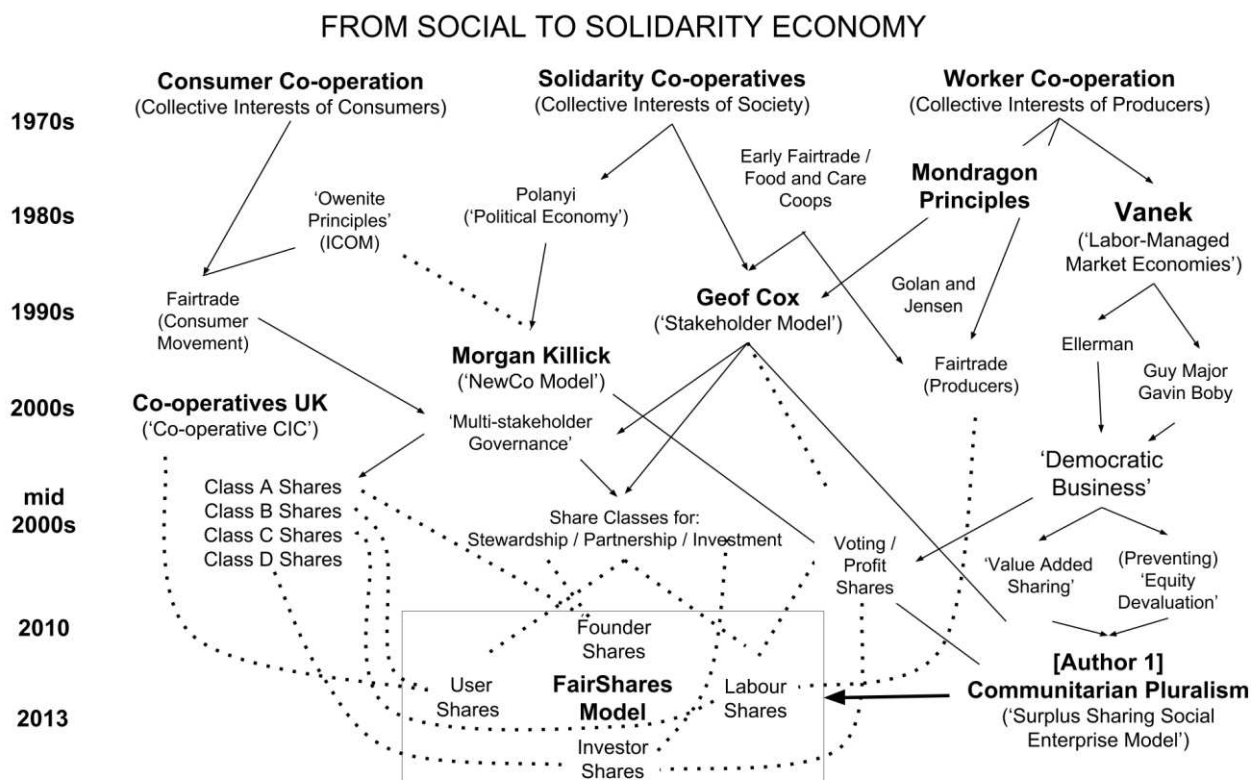 FROM SOCIAL TO SOLIDARITY ECONOMY
Consumer Co-operation
(Collective Interests of Consumers)
Solidarity Co-operatives
(Collective Interests of Society)
Worker Co-operation
(Collective Interests of Producers)
1970s
Early Fairtrade /
Food and Care
Coops
Mondragon
Principles
1980s
‘Owenite
Principles’
(ICOM)
Polanyi
(‘Political Economy’)
Vanek
(‘Labor-Managed
Market Economies’)
1990s
Fairtrade
(Consumer
Movement)
Geof Cox
(‘Stakeholder Model’)
Golan and
Jensen
Morgan Killick
(‘NewCo Model’)
Fairtrade
(Producers)
Ellerman
Guy Major
Gavin Boby
2000s
Co-operatives UK
(‘Co-operative CIC’)
‘Multi-stakeholder
Governance’
‘Democratic
Business’
mid
2000s
Class A Shares
Class B Shares
Class C Shares
Class D Shares
Share Classes for:
Stewardship / Partnership / Investment
Voting /
Profit
Shares
‘Value Added
Sharing’
(Preventing)
‘Equity
Devaluation’
2010
Founder
Shares
[Author 1]
Communitarian Pluralism
(‘Surplus Sharing Social
Enterprise Model’)
2013
User
Shares
FairShares
Model
Labour
Shares
Investor
Shares